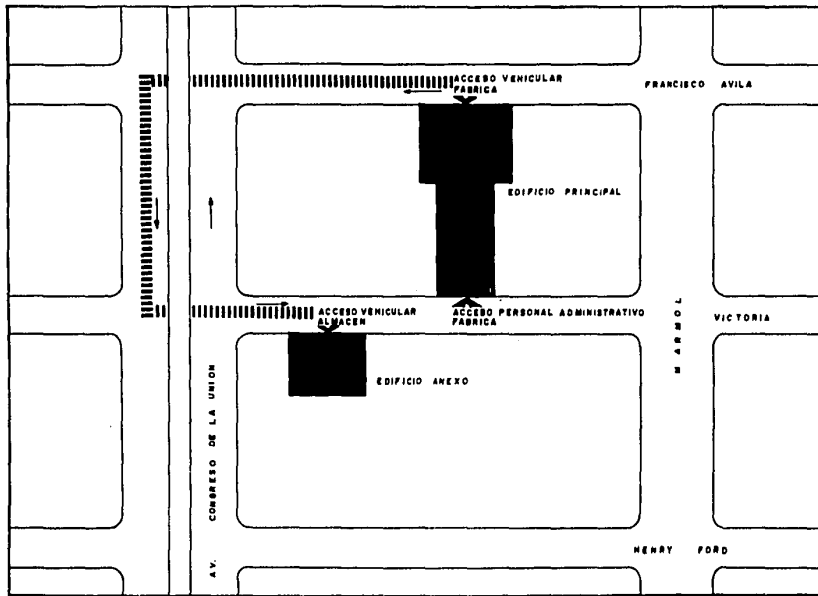 ACCESO VEHICULAR
FABRICA
FRANCISCO AVILA
EDIFICIO PRINCIPAL
ACCESO VEHICULAR
ALMACEN
ACCESO PERSONAL ADMINISTRATIVO
FABRICA
VICTORIA
M ARMOL
EDIFICIO ANEXO
AV. CONGRESO DE LA UNION
HENRY FORD